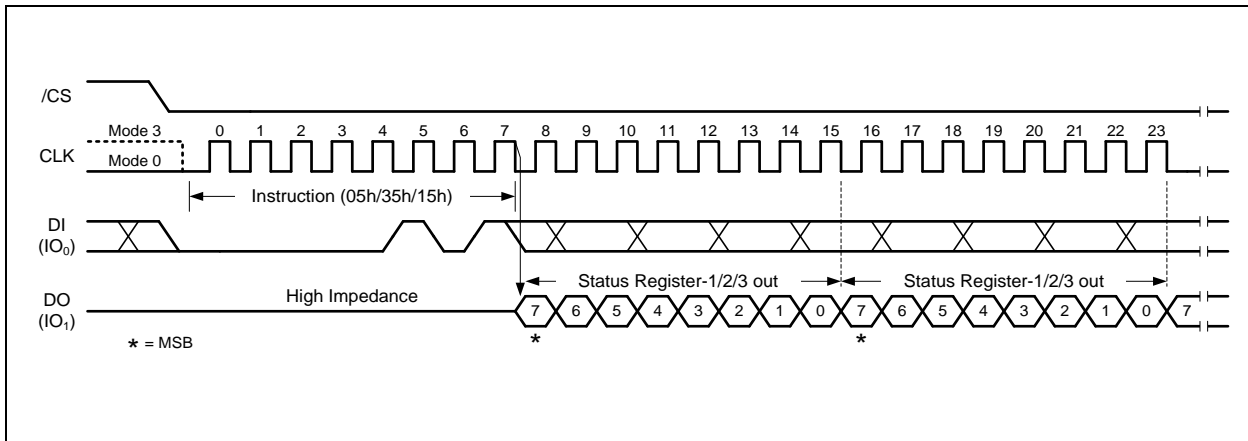 /CS
Mode 3
0 1 2 3 4 5 6 7 8 9 10 11 12 13 14 15 16 17 18 19 20 21 22 23
CLK
Mode 0
Instruction (05h/35h/15h)
DI
(IO₀)
Status Register-1/2/3 out Status Register-1/2/3 out
High Impedance
DO
(IO₁)
7 6 5 4 3 2 1 0 7 6 5 4 3 2 1 0 7
* *
* = MSB